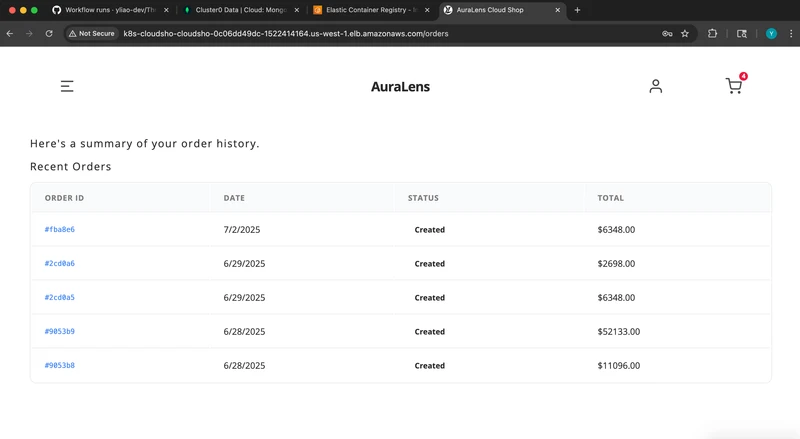 Workflow runs · yliao-dev/Thr
Cluster0 Data | Cloud: Mongo
Elastic Container Registry -
AuraLens Cloud Shop
Not Secure
k8s-cloudsho-cloudsho-0c06dd49dc-1522414164.us-west-1.elb.amazonaws.com/orders
Y
AuraLens
4
Here's a summary of your order history.
Recent Orders
ORDER ID DATE STATUS TOTAL
#fba8e6 7/2/2025 Created $6348.00
#2cd0a6 6/29/2025 Created $2698.00
#2cd0a5 6/29/2025 Created $6348.00
#9053b9 6/28/2025 Created $52133.00
#9053b8 6/28/2025 Created $11096.00